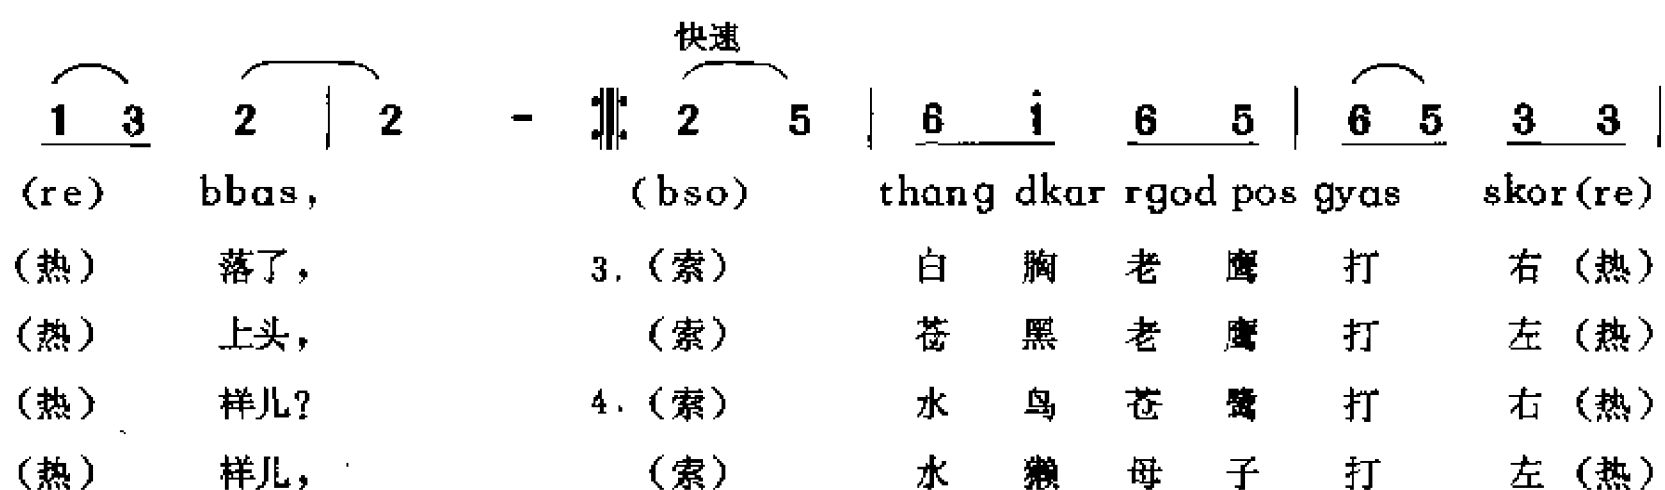 快速
1 3 2 | 2 - :‖: 2 5 | 6 i̇ 6 5 | 6 5 3 3 |
(re) bbas, (bso) thang dkar rgod pos gyas skor(re)
(热) 落了, 3. (索) 白 胸 老 鹰 打 右 (热)
(热) 上头, (索) 苍 黑 老 鹰 打 左 (热)
(热) 样儿? 4. (索) 水 鸟 苍 鹭 打 右 (热)
(热) 样儿, (索) 水 獭 母 子 打 左 (热)